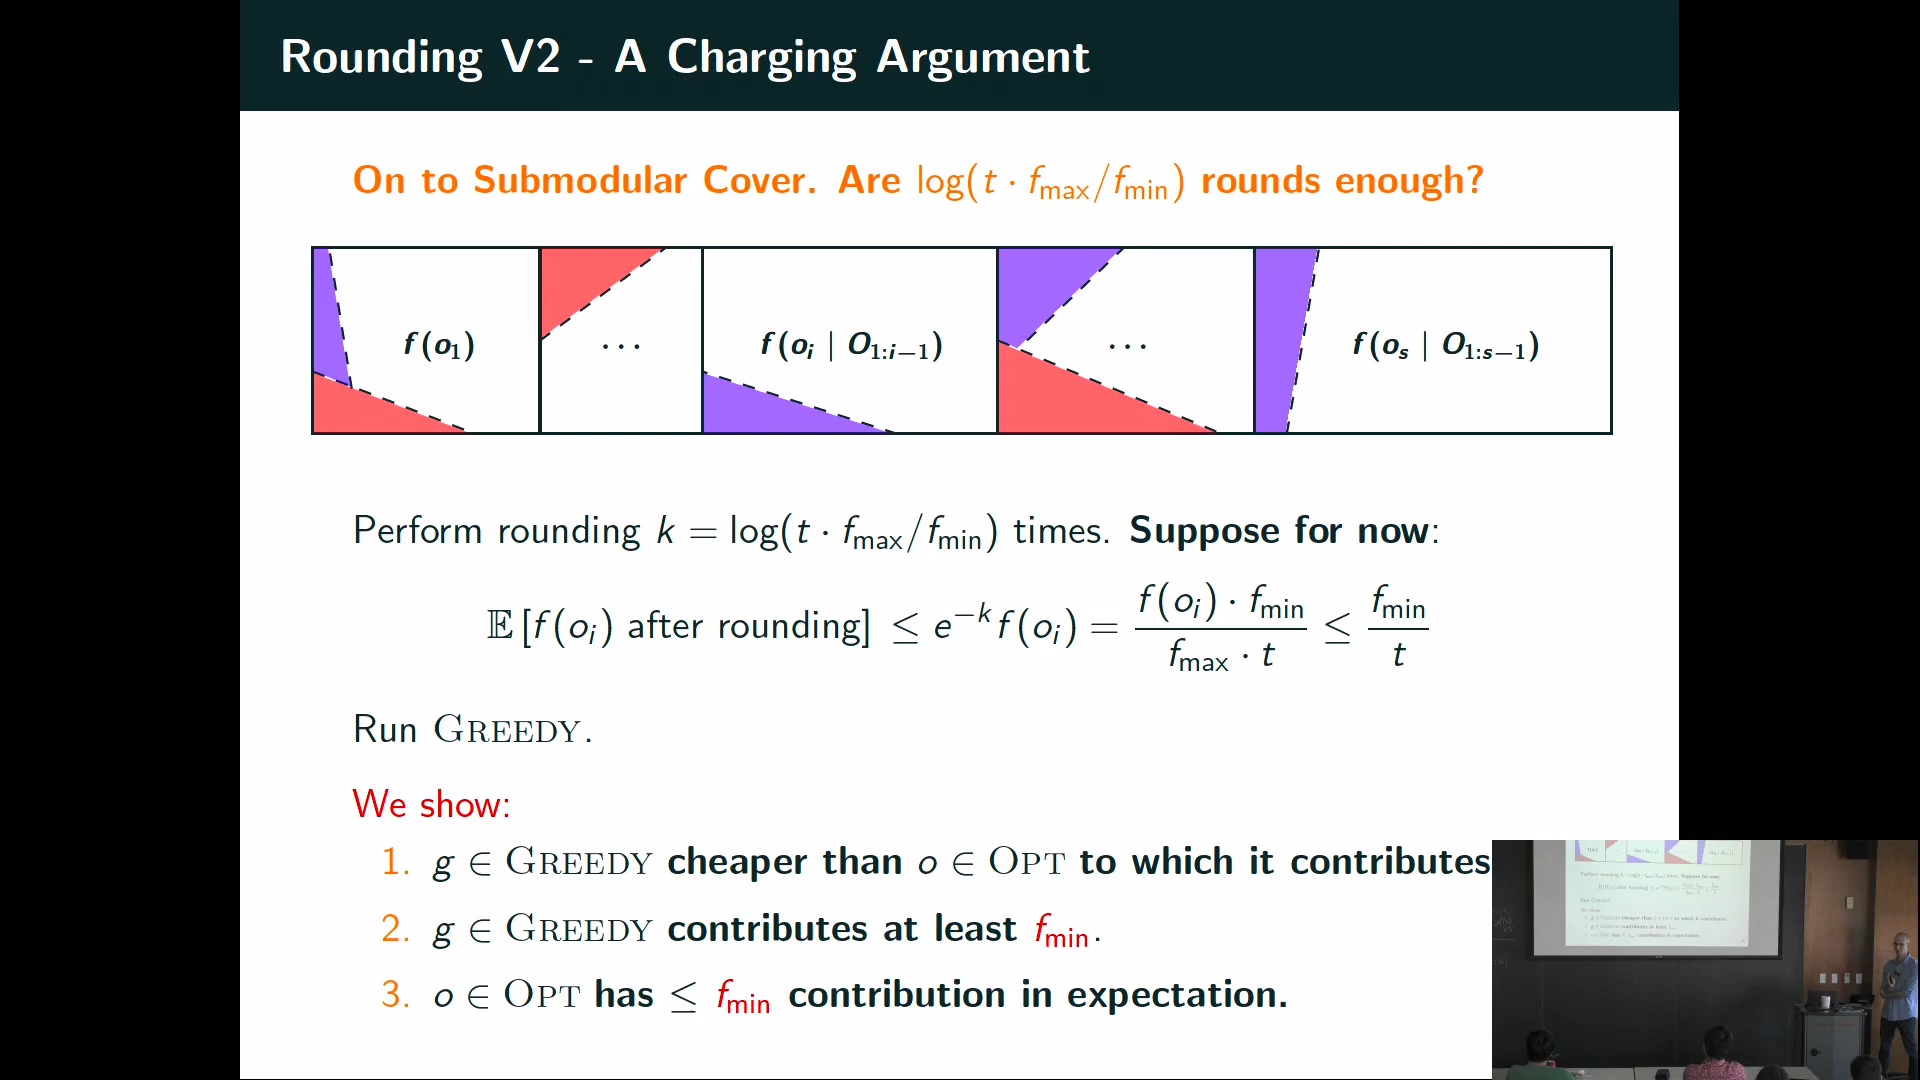 Rounding V2 - A Charging Argument
On to Submodular Cover. Are log(t · f_max/f_min) rounds enough?
f(o_1) ... f(o_i | O_{1:i−1}) ... f(o_s | O_{1:s−1})
Perform rounding k = log(t · f_max/f_min) times. Suppose for now:
𝔼 [f(o_i) after rounding] ≤ e^{−k} f(o_i) = f(o_i) · f_min / f_max · t ≤ f_min / t
Run GREEDY.
We show:
1. g ∈ GREEDY cheaper than o ∈ OPT to which it contributes
2. g ∈ GREEDY contributes at least f_min.
3. o ∈ OPT has ≤ f_min contribution in expectation.